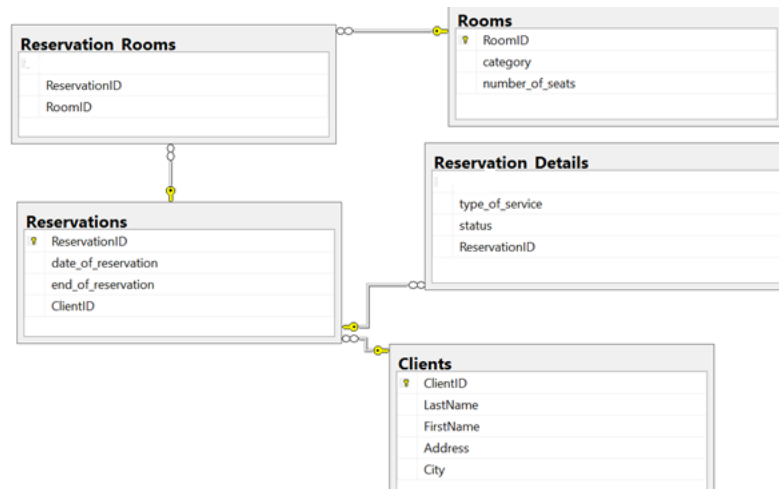 Reservation Rooms
ReservationID
RoomID
Rooms
RoomID
category
number_of_seats
Reservation Details
type_of_service
status
ReservationID
Reservations
ReservationID
date_of_reservation
end_of_reservation
ClientID
Clients
ClientID
LastName
FirstName
Address
City